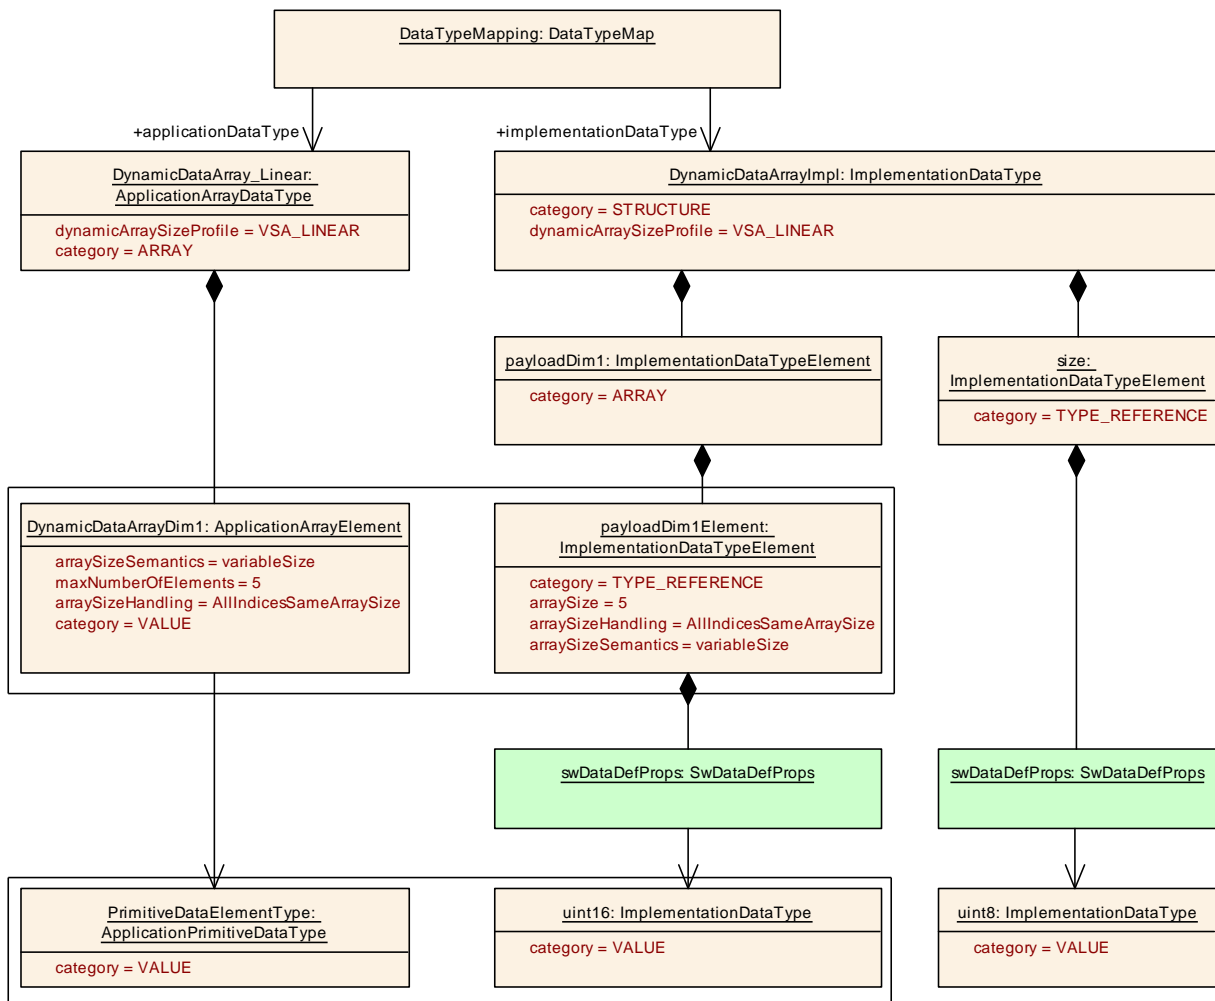 DataTypeMapping: DataTypeMap
+applicationDataType
+implementationDataType
DynamicDataArray_Linear:
ApplicationArrayDataType
dynamicArraySizeProfile = VSA_LINEAR
category = ARRAY
DynamicDataArrayImpl: ImplementationDataType
category = STRUCTURE
dynamicArraySizeProfile = VSA_LINEAR
payloadDim1: ImplementationDataTypeElement
category = ARRAY
size:
ImplementationDataTypeElement
category = TYPE_REFERENCE
DynamicDataArrayDim1: ApplicationArrayElement
arraySizeSemantics = variableSize
maxNumberOfElements = 5
arraySizeHandling = AllIndicesSameArraySize
category = VALUE
payloadDim1Element:
ImplementationDataTypeElement
category = TYPE_REFERENCE
arraySize = 5
arraySizeHandling = AllIndicesSameArraySize
arraySizeSemantics = variableSize
swDataDefProps: SwDataDefProps
swDataDefProps: SwDataDefProps
PrimitiveDataElementType:
ApplicationPrimitiveDataType
category = VALUE
uint16: ImplementationDataType
category = VALUE
uint8: ImplementationDataType
category = VALUE